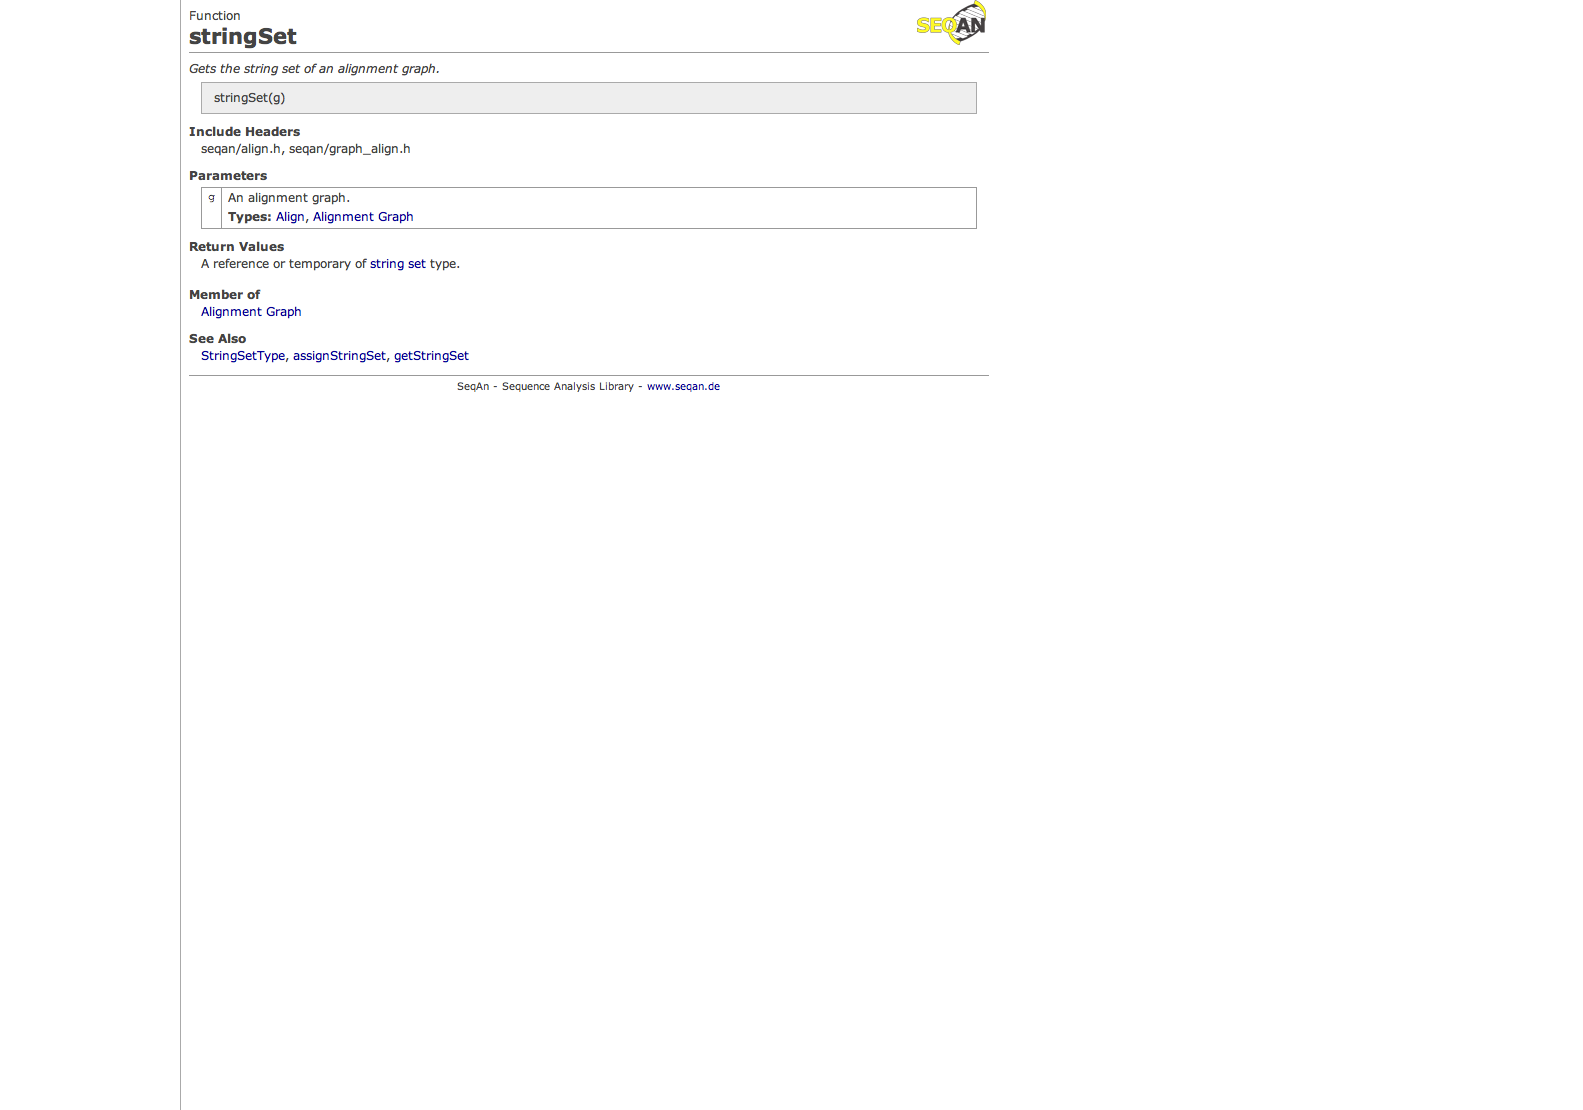 Function
stringSet
SEQAN
Gets the string set of an alignment graph.
stringSet(g)
Include Headers
seqan/align.h, seqan/graph_align.h
Parameters
g An alignment graph.
Types: Align, Alignment Graph
Return Values
A reference or temporary of string set type.
Member of
Alignment Graph
See Also
StringSetType, assignStringSet, getStringSet
SeqAn - Sequence Analysis Library - www.seqan.de